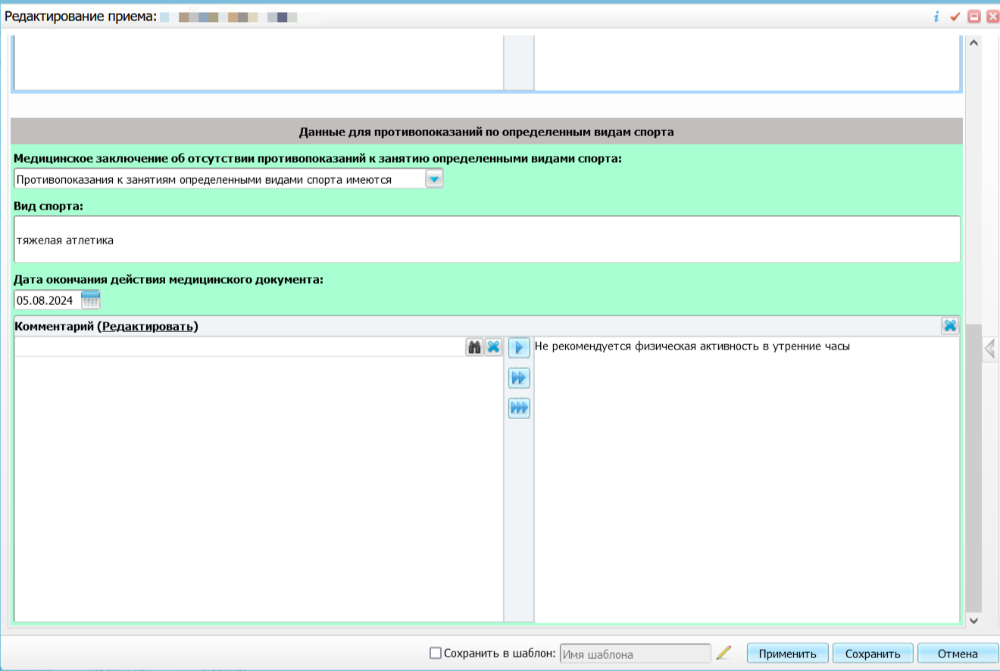 Редактирование приема:
Данные для противопоказаний по определенным видам спорта
Медицинское заключение об отсутствии противопоказаний к занятию определенными видами спорта:
Противопоказания к занятиям определенными видами спорта имеются
Вид спорта:
тяжелая атлетика
Дата окончания действия медицинского документа:
05.08.2024
Комментарий (Редактировать)
Не рекомендуется физическая активность в утренние часы
Сохранить в шаблон: Имя шаблона Применить Сохранить Отмена